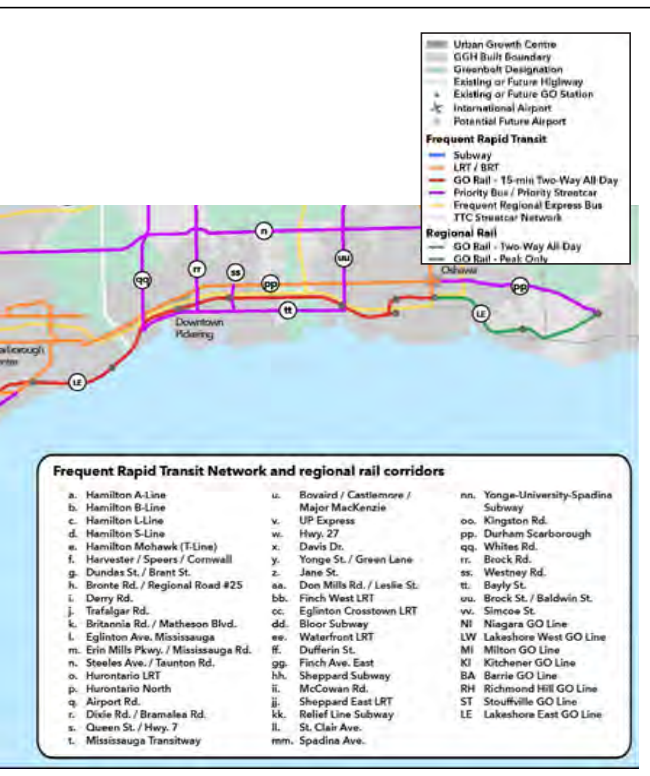 Urban Growth Centre
GGH Built Boundary
Greenbelt Designation
Existing or Future Highway
Existing or Future GO Station
International Airport
Potential Future Airport
Frequent Rapid Transit
Subway
LRT / BRT
GO Rail - 15-min Two-Way All-Day
Priority Bus / Priority Streetcar
Frequent Regional Express Bus
TTC Streetcar Network
Regional Rail
GO Rail - Two-Way All-Day
GO Rail - Peak Only
n
uu
rr
ss
qq
pp
Oshawa
pp
tt
LE
Downtown
Pickering
LE
Frequent Rapid Transit Network and regional rail corridors
a. Hamilton A-Line
b. Hamilton B-Line
c. Hamilton L-Line
d. Hamilton S-Line
e. Hamilton Mohawk (T-Line)
f. Harvester / Speers / Cornwall
g. Dundas St. / Brant St.
h. Bronte Rd. / Regional Road #25
i. Derry Rd.
j. Trafalgar Rd.
k. Britannia Rd. / Matheson Blvd.
l. Eglinton Ave. Mississauga
m. Erin Mills Pkwy. / Mississauga Rd.
n. Steeles Ave. / Taunton Rd.
o. Hurontario LRT
p. Hurontario North
q. Airport Rd.
r. Dixie Rd. / Bramalea Rd.
s. Queen St. / Hwy. 7
t. Mississauga Transitway
u. Bovaird / Castlemore /
Major MacKenzie
v. UP Express
w. Hwy. 27
x. Davis Dr.
y. Yonge St. / Green Lane
z. Jane St.
aa. Don Mills Rd. / Leslie St.
bb. Finch West LRT
cc. Eglinton Crosstown LRT
dd. Bloor Subway
ee. Waterfront LRT
ff. Dufferin St.
gg. Finch Ave. East
hh. Sheppard Subway
ii. McCowan Rd.
jj. Sheppard East LRT
kk. Relief Line Subway
ll. St. Clair Ave.
mm. Spadina Ave.
nn. Yonge-University-Spadina
Subway
oo. Kingston Rd.
pp. Durham Scarborough
qq. Whites Rd.
rr. Brock Rd.
ss. Westney Rd.
tt. Bayly St.
uu. Brock St. / Baldwin St.
vv. Simcoe St.
NI Niagara GO Line
LW Lakeshore West GO Line
MI Milton GO Line
KI Kitchener GO Line
BA Barrie GO Line
RH Richmond Hill GO Line
ST Stouffville GO Line
LE Lakeshore East GO Line